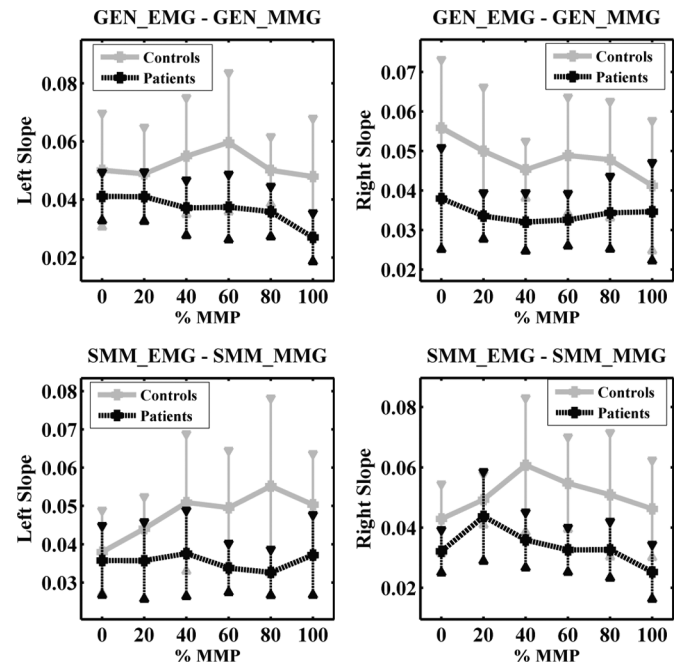 GEN_EMG - GEN_MMG
Controls
Patients
Left Slope
0.08
0.06
0.04
0.02
0 20 40 60 80 100
% MMP
GEN_EMG - GEN_MMG
Controls
Patients
Right Slope
0.07
0.06
0.05
0.04
0.03
0.02
0 20 40 60 80 100
% MMP
SMM_EMG - SMM_MMG
Controls
Patients
Left Slope
0.08
0.07
0.06
0.05
0.04
0.03
0 20 40 60 80 100
% MMP
SMM_EMG - SMM_MMG
Controls
Patients
Right Slope
0.08
0.06
0.04
0.02
0 20 40 60 80 100
% MMP